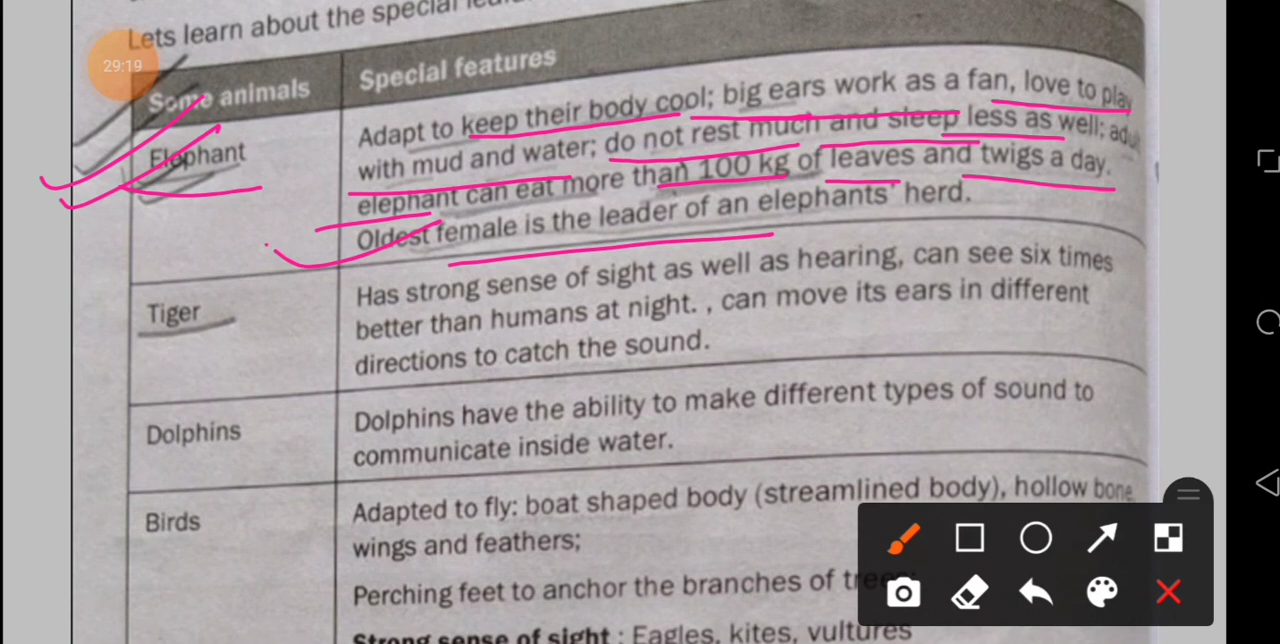 Lets learn about the special
29:19
Some animals
Special features
Elephant
Adapt to keep their body cool; big ears work as a fan, love to play
with mud and water; do not rest much and sleep less as well;
elephant can eat more than 100 kg of leaves and twigs a day.
Oldest female is the leader of an elephants' herd.
Tiger
Has strong sense of sight as well as hearing, can see six times
better than humans at night. , can move its ears in different
directions to catch the sound.
Dolphins
Dolphins have the ability to make different types of sound to
communicate inside water.
Birds
Adapted to fly: boat shaped body (streamlined body), hollow bone
wings and feathers;
Perching feet to anchor the branches of
Strong sense of sight : Eagles, kites, vultures